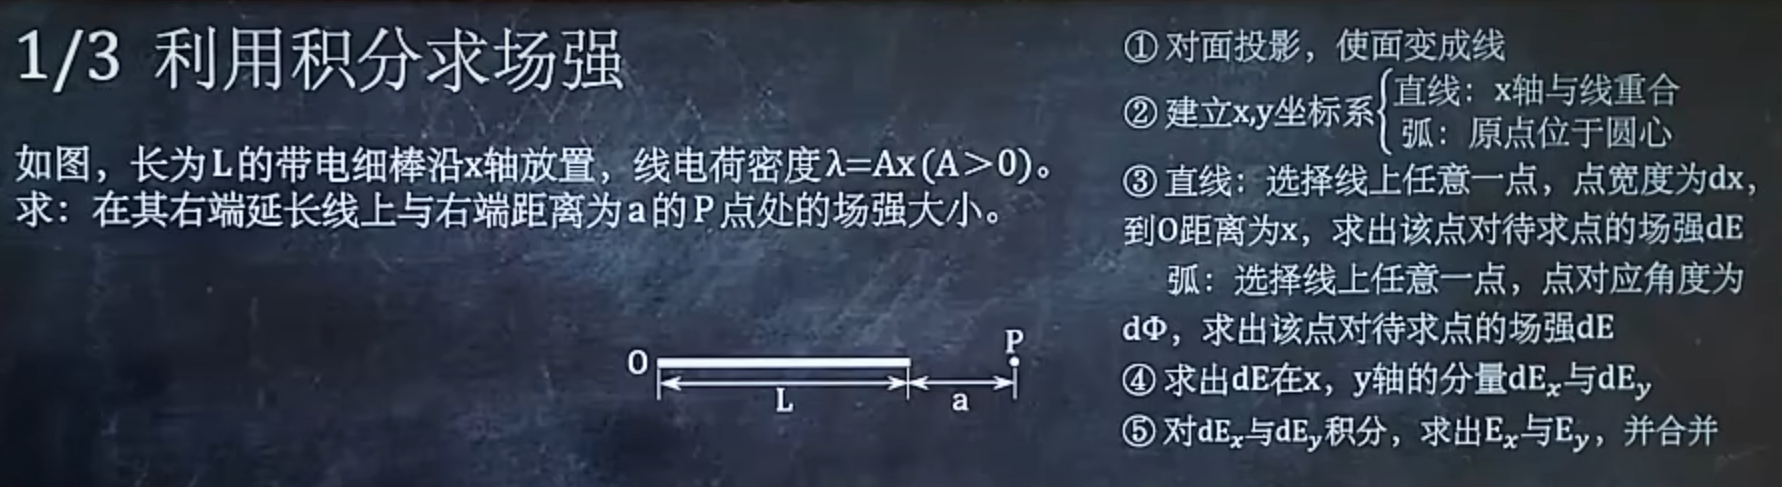 1/3 利用积分求场强
如图，长为L的带电细棒沿x轴放置，线电荷密度λ=Ax(A>0)。
求：在其右端延长线上与右端距离为a的P点处的场强大小。
O
P
L
a
① 对面投影，使面变成线
② 建立x,y坐标系{直线：x轴与线重合
弧：原点位于圆心
③ 直线：选择线上任意一点，点宽度为dx，
到O距离为x，求出该点对待求点的场强dE
弧：选择线上任意一点，点对应角度为
dΦ，求出该点对待求点的场强dE
④ 求出dE在x，y轴的分量dEₓ与dE_y
⑤ 对dEₓ与dE_y积分，求出Eₓ与E_y，并合并